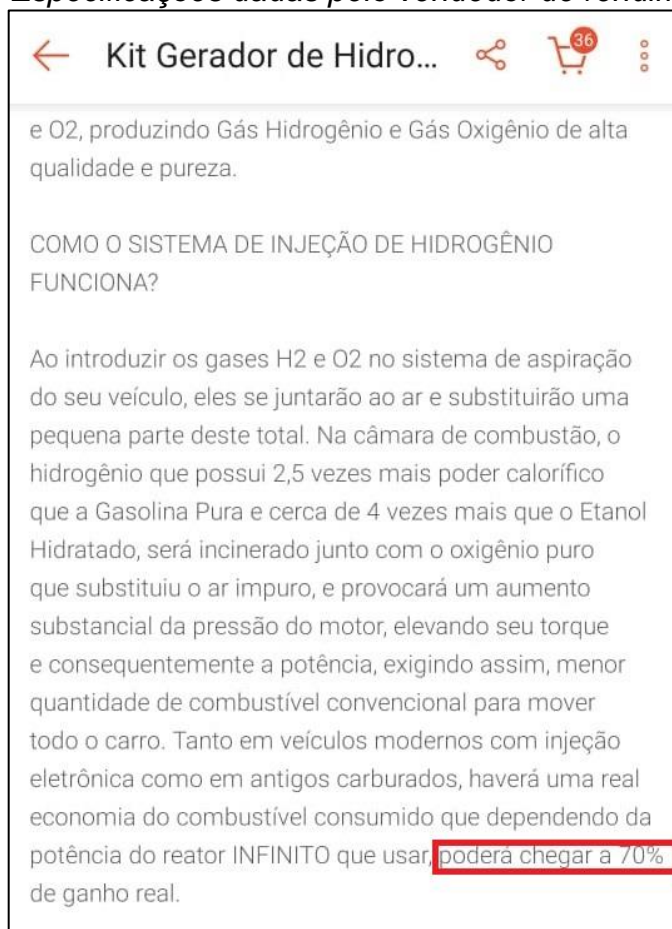 Especificações dadas pelo vendedor de
Kit Gerador de Hidro... 36
e O2, produzindo Gás Hidrogênio e Gás Oxigênio de alta
qualidade e pureza.
COMO O SISTEMA DE INJEÇÃO DE HIDROGÊNIO
FUNCIONA?
Ao introduzir os gases H2 e O2 no sistema de aspiração
do seu veículo, eles se juntarão ao ar e substituirão uma
pequena parte deste total. Na câmara de combustão, o
hidrogênio que possui 2,5 vezes mais poder calorífico
que a Gasolina Pura e cerca de 4 vezes mais que o Etanol
Hidratado, será incinerado junto com o oxigênio puro
que substituiu o ar impuro, e provocará um aumento
substancial da pressão do motor, elevando seu torque
e consequentemente a potência, exigindo assim, menor
quantidade de combustível convencional para mover
todo o carro. Tanto em veículos modernos com injeção
eletrônica como em antigos carburados, haverá uma real
economia do combustível consumido que dependendo da
potência do reator INFINITO que usar, poderá chegar a 70%
de ganho real.